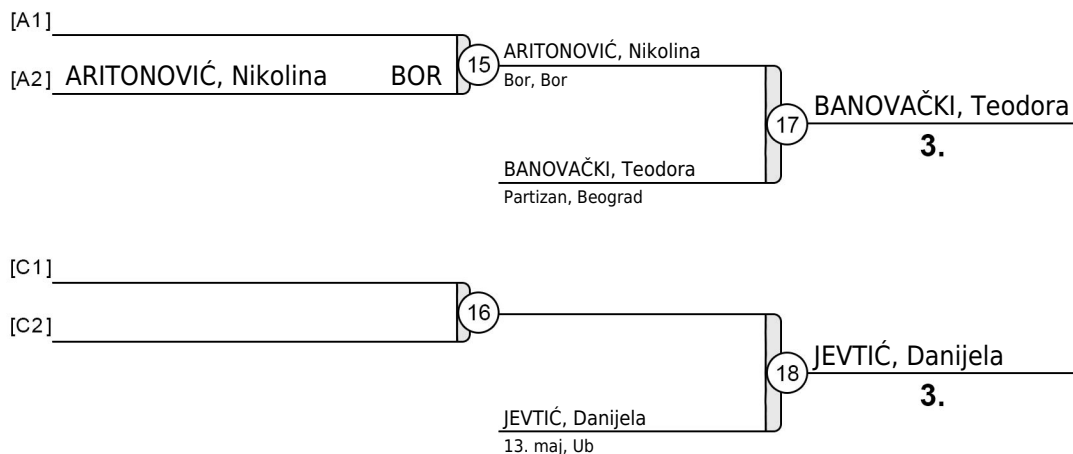 [A1]
[A2] ARITONOVIĆ, Nikolina BOR
15
ARITONOVIĆ, Nikolina
Bor, Bor
17
BANOVAČKI, Teodora
3.
BANOVAČKI, Teodora
Partizan, Beograd
[C1]
[C2]
16
18
JEVTIĆ, Danijela
3.
JEVTIĆ, Danijela
13. maj, Ub